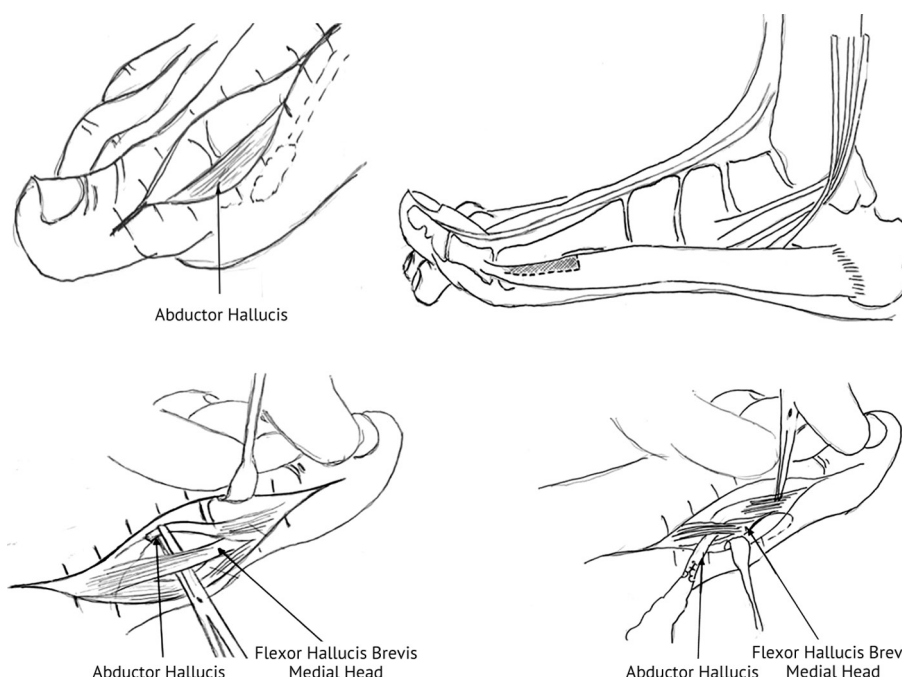 Abductor Hallucis
Flexor Hallucis Brevis
Medial Head
Abductor Hallucis
Flexor Hallucis Brev
Medial Head
Abductor Hallucis